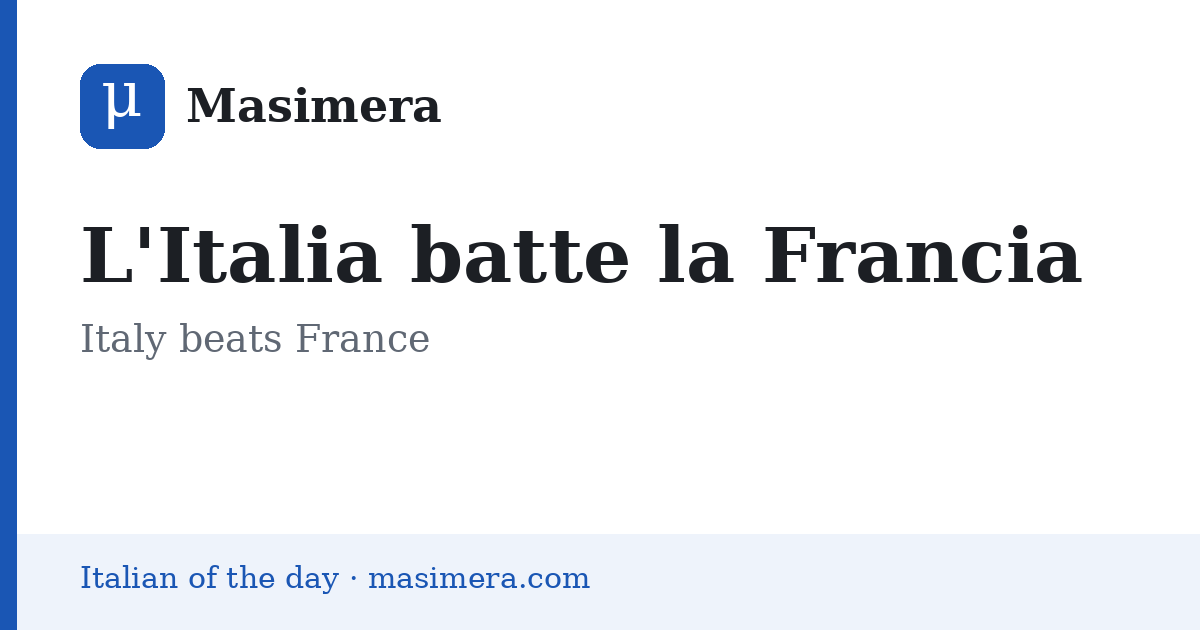 μ Masimera
L'Italia batte la Francia
Italy beats France
Italian of the day · masimera.com